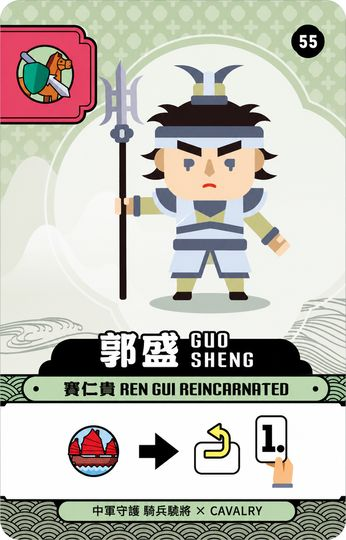 55
郭盛 GUO SHENG
賽仁貴 REN GUI REINCARNATED
1.
中軍守護 騎兵驍將 × CAVALRY